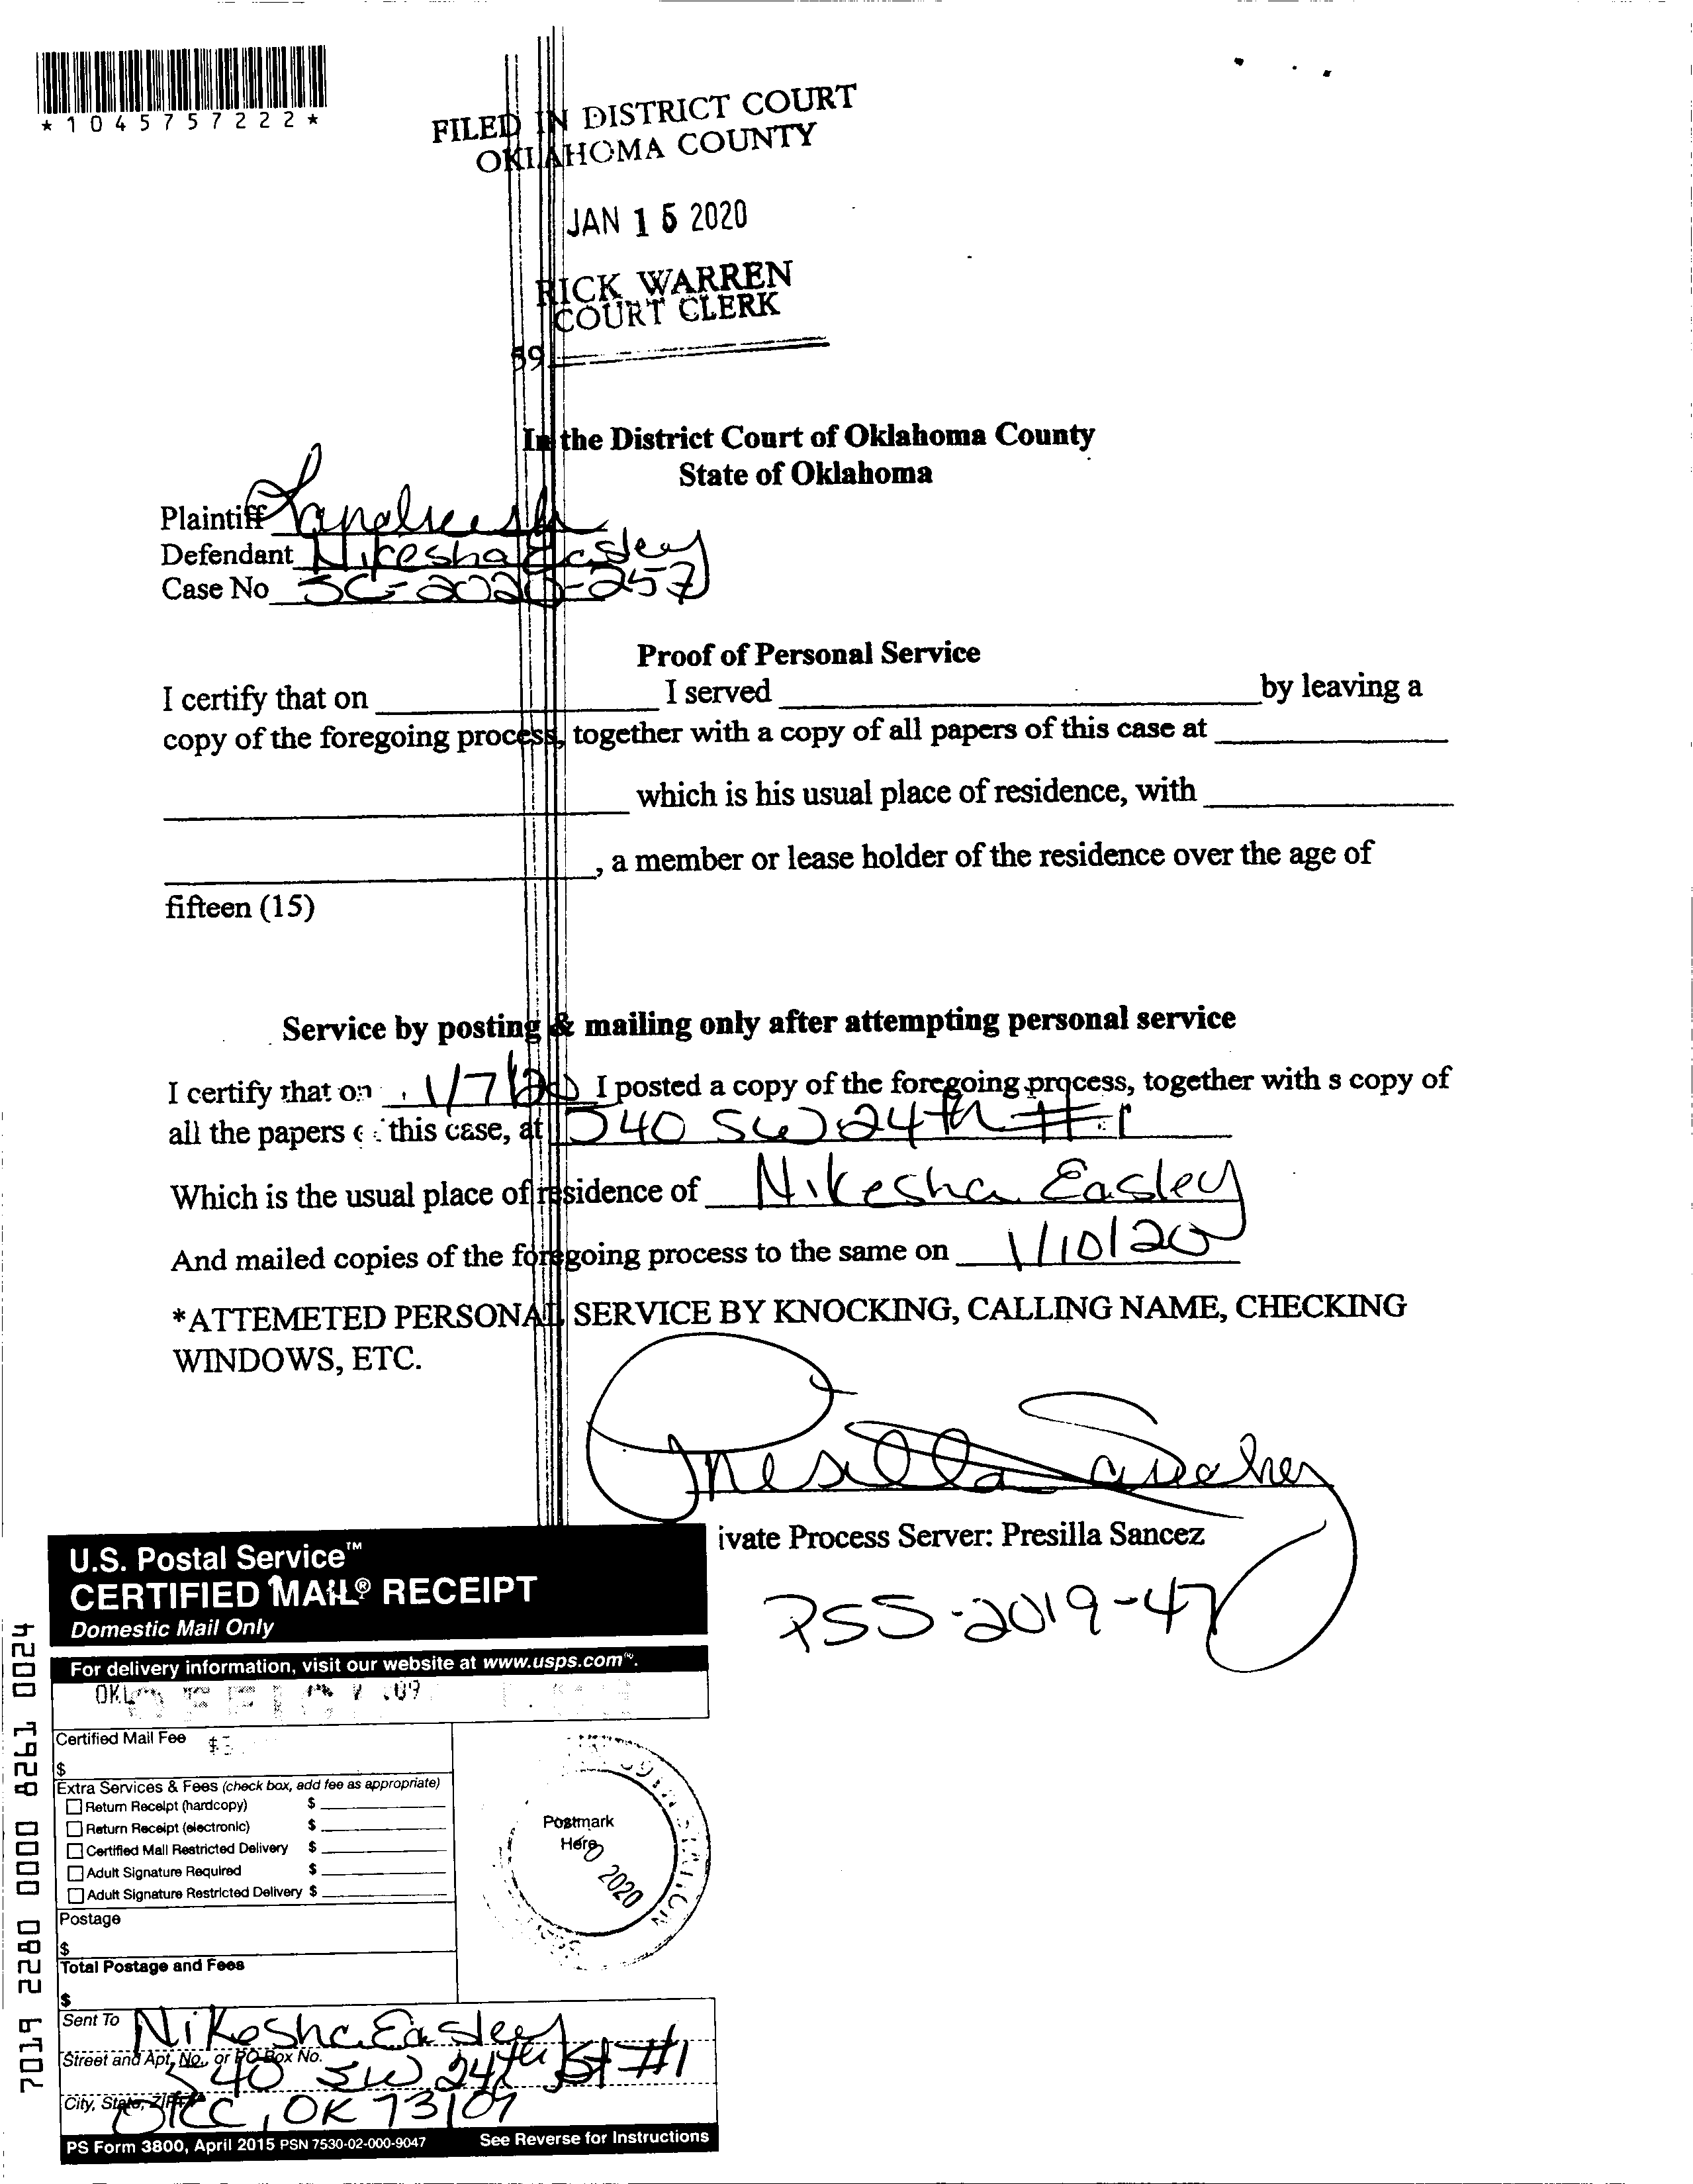 *1045757222*
FILED IN DISTRICT COURT
OKLAHOMA COUNTY
JAN 15 2020
RICK WARREN
COURT CLERK
59
In the District Court of Oklahoma County
State of Oklahoma
Plaintiff
Defendant Nikesha Easley
Case No SC-2020-257
Proof of Personal Service
I certify that on I served by leaving a
copy of the foregoing process, together with a copy of all papers of this case at
which is his usual place of residence, with
, a member or lease holder of the residence over the age of
fifteen (15)
Service by posting & mailing only after attempting personal service
I certify that on 1/7/20 I posted a copy of the foregoing process, together with s copy of
all the papers this case, at 540 SW 24th #1
Which is the usual place of residence of Nikesha Easley
And mailed copies of the foregoing process to the same on 1/10/20
*ATTEMETED PERSONAL SERVICE BY KNOCKING, CALLING NAME, CHECKING
WINDOWS, ETC.
Presilla Sanchez
ivate Process Server: Presilla Sancez
PSS-2019-47
U.S. Postal Service™
CERTIFIED MAIL® RECEIPT
Domestic Mail Only
For delivery information, visit our website at www.usps.com®.
Certified Mail Fee
$
Extra Services & Fees (check box, add fee as appropriate)
Return Receipt (hardcopy) $
Return Receipt (electronic) $
Certified Mail Restricted Delivery $
Adult Signature Required $
Adult Signature Restricted Delivery $
Postage
$
Total Postage and Fees
$
Postmark
Here
2020
STATION
Sent To Nikesha Easley
Street and Apt. No., or PO Box No. 540 SW 24th St #1
City, State, ZIP+4 OKC, OK 73109
PS Form 3800, April 2015 PSN 7530-02-000-9047 See Reverse for Instructions
7019 2280 0000 8261 0024